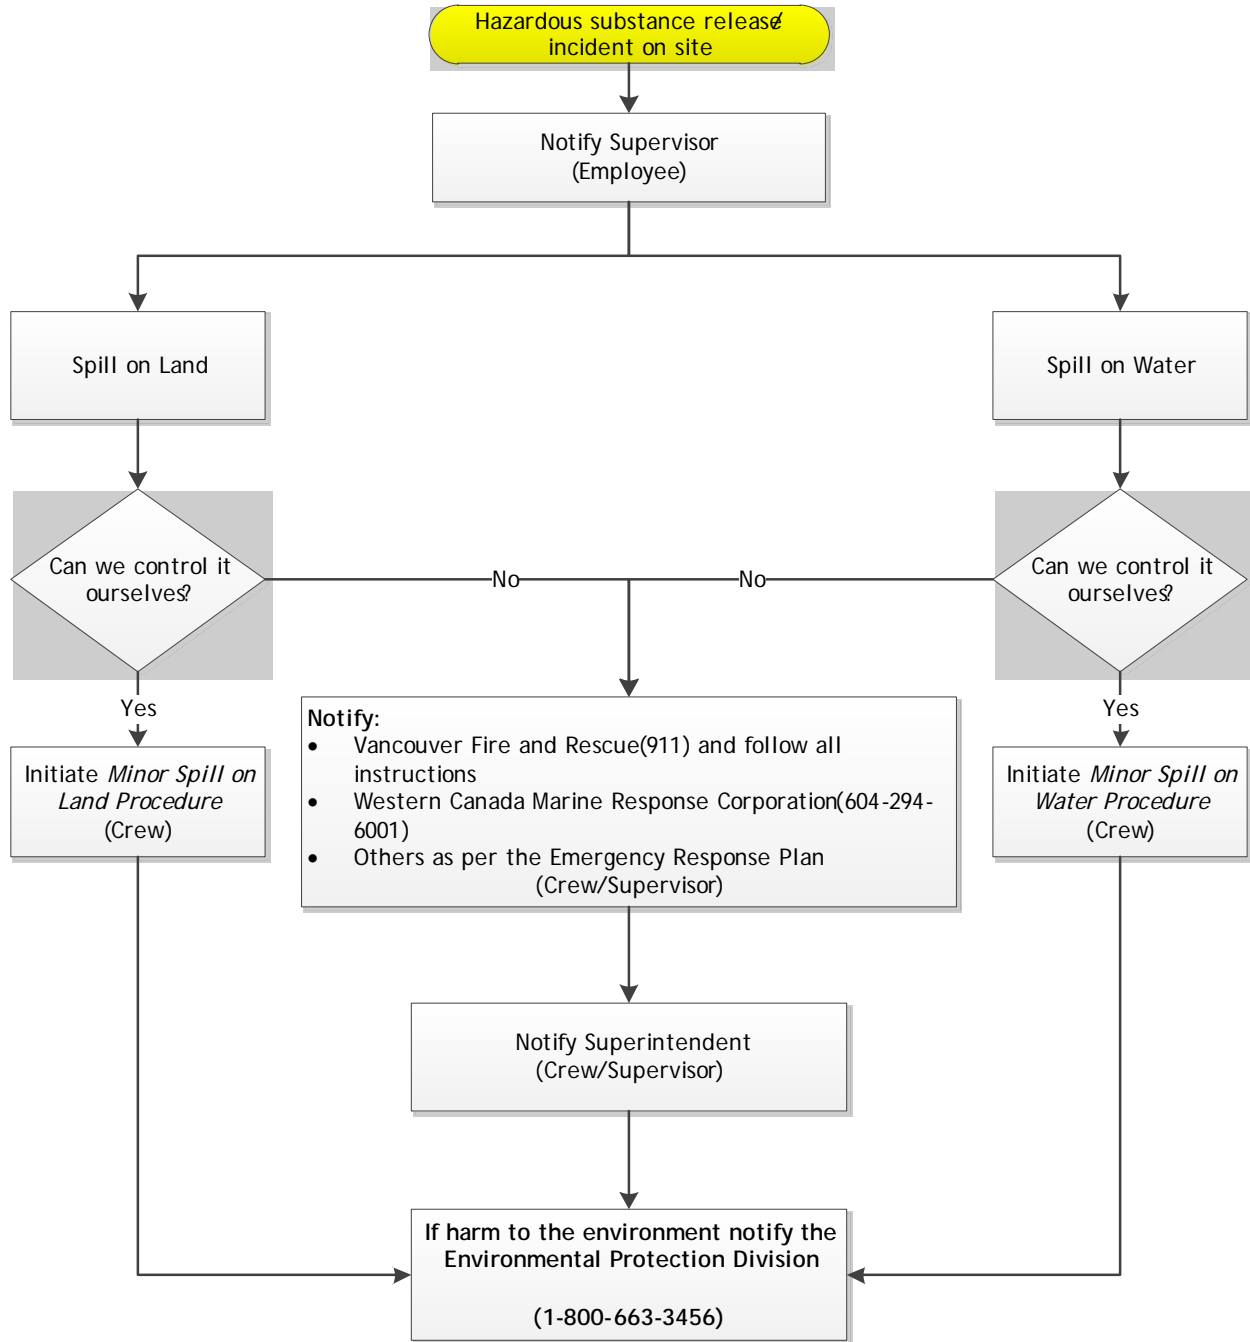 Hazardous substance release/
incident on site
Notify Supervisor
(Employee)
Spill on Land
Spill on Water
Can we control it
ourselves?
No
No
Can we control it
ourselves?
Yes
Yes
Initiate Minor Spill on
Land Procedure
(Crew)
Notify:
• Vancouver Fire and Rescue(911) and follow all
instructions
• Western Canada Marine Response Corporation(604-294-
6001)
• Others as per the Emergency Response Plan
(Crew/Supervisor)
Initiate Minor Spill on
Water Procedure
(Crew)
Notify Superintendent
(Crew/Supervisor)
If harm to the environment notify the
Environmental Protection Division
(1-800-663-3456)